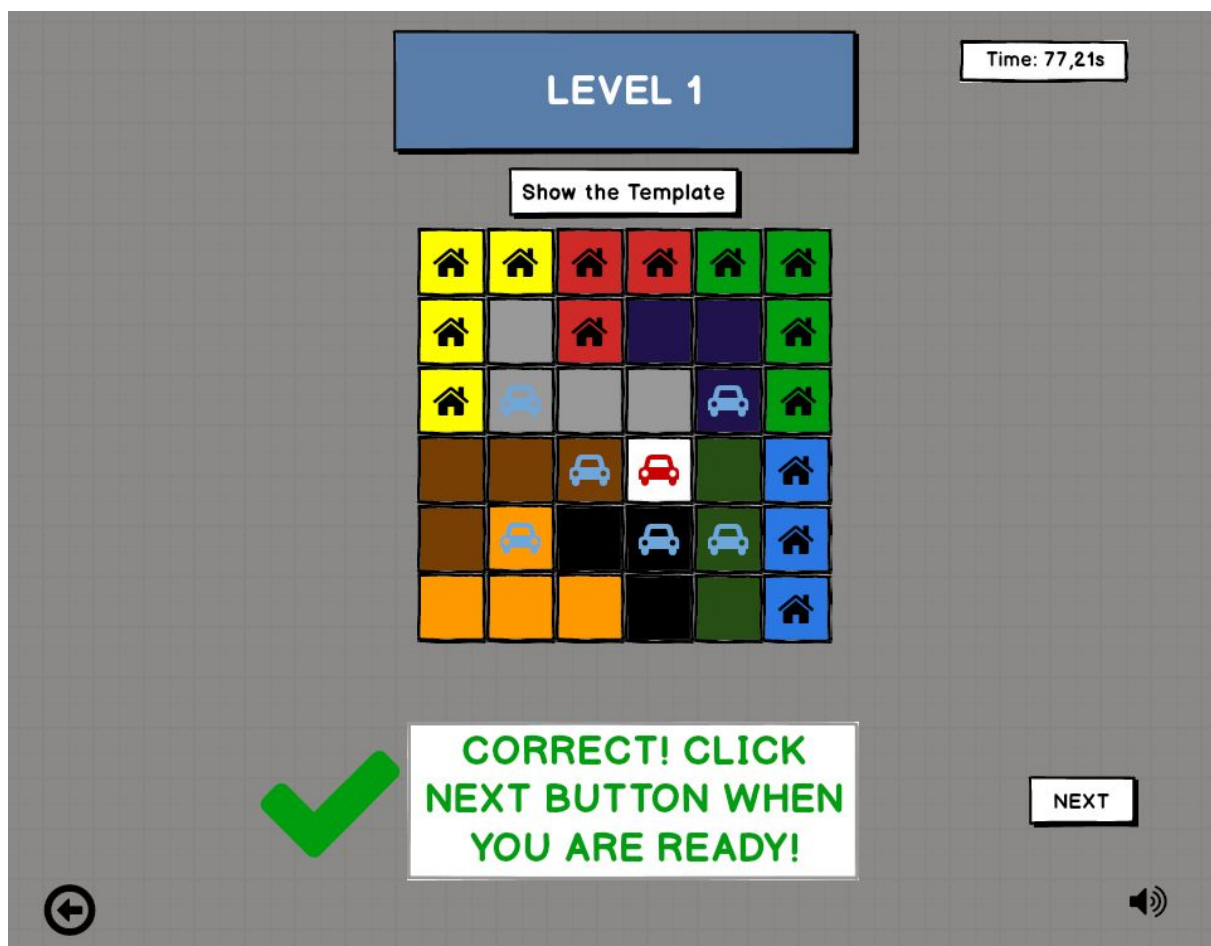 LEVEL 1
Time: 77,21s
Show the Template
CORRECT! CLICK
NEXT BUTTON WHEN
YOU ARE READY!
NEXT